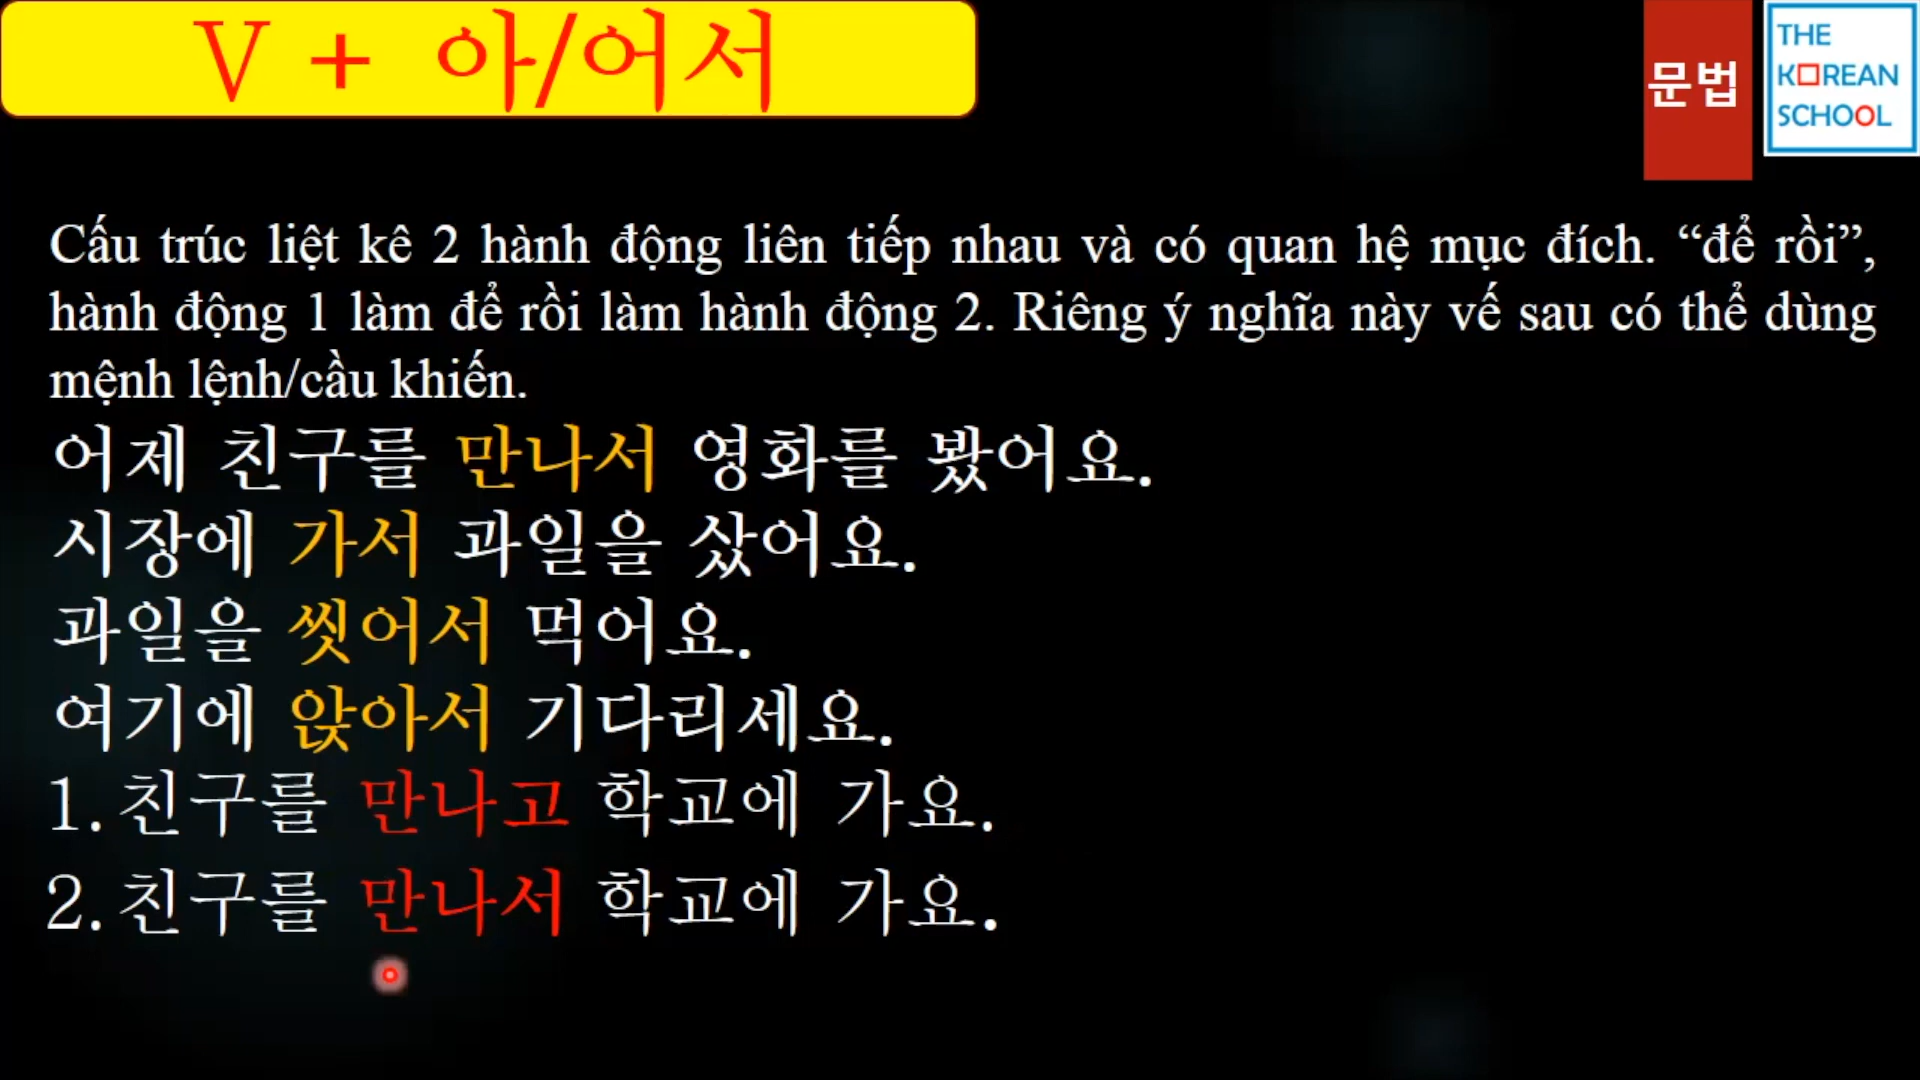 V + 아/어서
문법
THE
KOREAN
SCHOOL
Cấu trúc liệt kê 2 hành động liên tiếp nhau và có quan hệ mục đích. “để rồi”,
hành động 1 làm để rồi làm hành động 2. Riêng ý nghĩa này vế sau có thể dùng
mệnh lệnh/cầu khiến.
어제 친구를 만나서 영화를 봤어요.
시장에 가서 과일을 샀어요.
과일을 씻어서 먹어요.
여기에 앉아서 기다리세요.
1. 친구를 만나고 학교에 가요.
2. 친구를 만나서 학교에 가요.